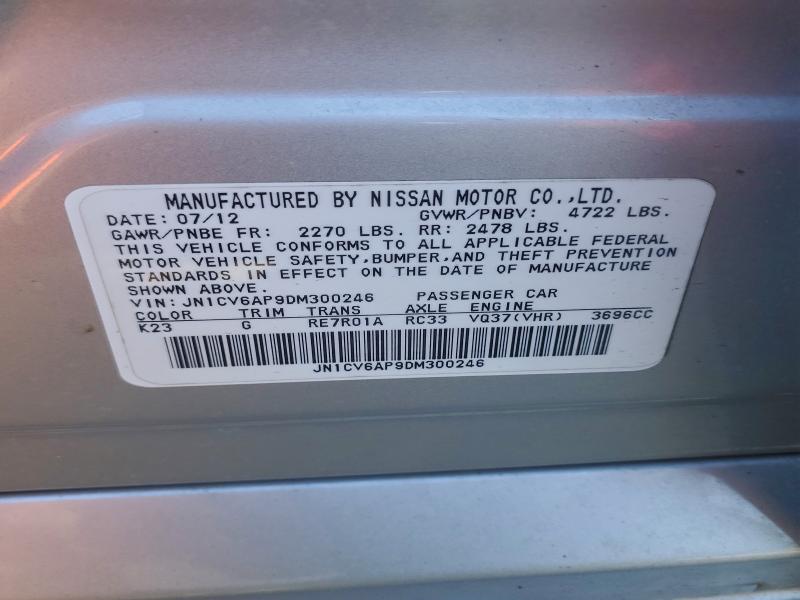 MANUFACTURED BY NISSAN MOTOR CO.,LTD.
DATE: 07/12 GVWR/PNBV: 4722 LBS.
GAWR/PNBE FR: 2270 LBS. RR: 2478 LBS.
THIS VEHICLE CONFORMS TO ALL APPLICABLE FEDERAL
MOTOR VEHICLE SAFETY,BUMPER,AND THEFT PREVENTION
STANDARDS IN EFFECT ON THE DATE OF MANUFACTURE
SHOWN ABOVE.
VIN: JN1CV6AP9DM300246 PASSENGER CAR
COLOR TRIM TRANS AXLE ENGINE
K23 G RE7R01A RC33 VQ37(VHR) 3696CC
JN1CV6AP9DM300246